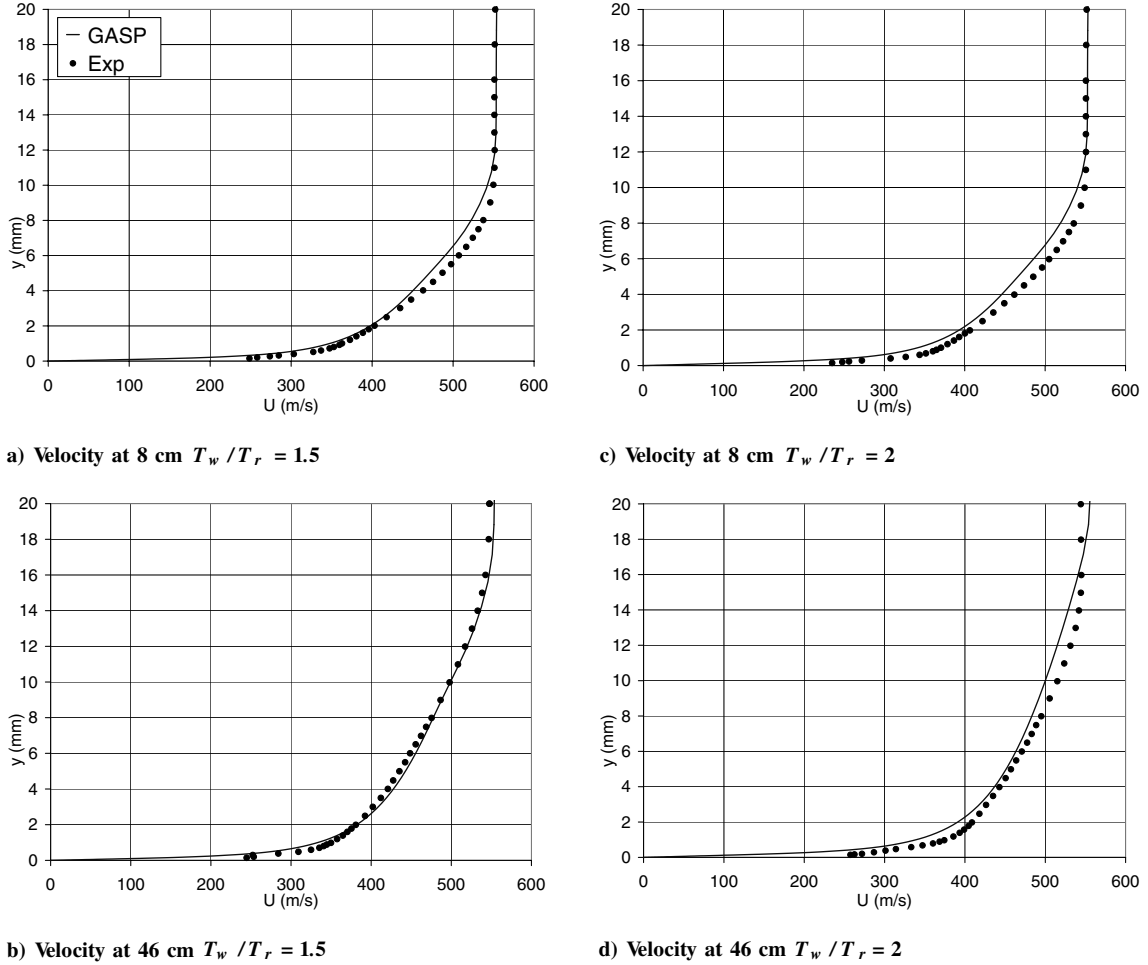 20
18
16
14
12
10
8
6
4
2
0
y (mm)
GASP
Exp
0 100 200 300 400 500 600
U (m/s)
a) Velocity at 8 cm T_w / T_r = 1.5
20
18
16
14
12
10
8
6
4
2
0
y (mm)
0 100 200 300 400 500 600
U (m/s)
c) Velocity at 8 cm T_w / T_r = 2
20
18
16
14
12
10
8
6
4
2
0
y (mm)
0 100 200 300 400 500 600
U (m/s)
b) Velocity at 46 cm T_w / T_r = 1.5
20
18
16
14
12
10
8
6
4
2
0
y (mm)
0 100 200 300 400 500 600
U (m/s)
d) Velocity at 46 cm T_w / T_r = 2